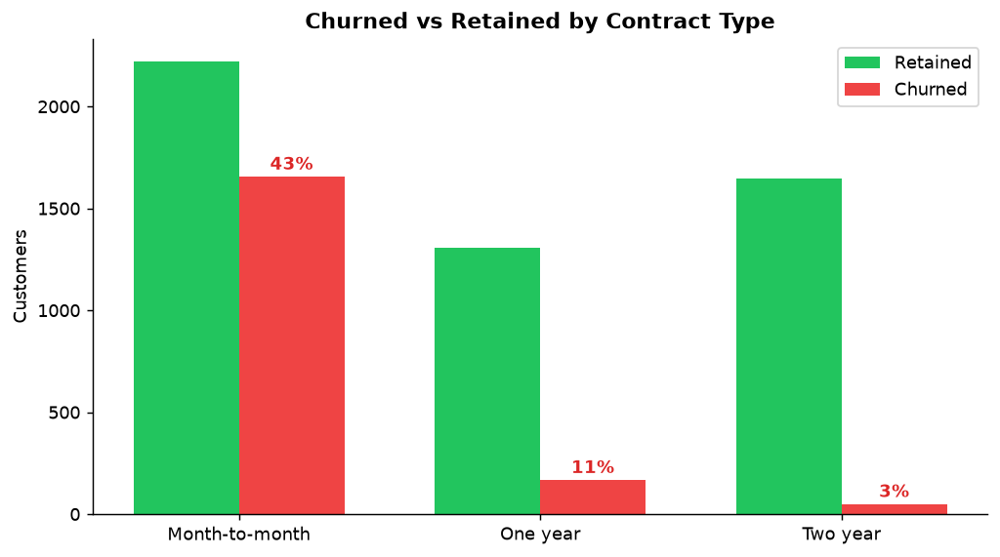 Churned vs Retained by Contract Type
Retained
Churned
Customers
2000
1500
1000
500
0
43%
11%
3%
Month-to-month
One year
Two year